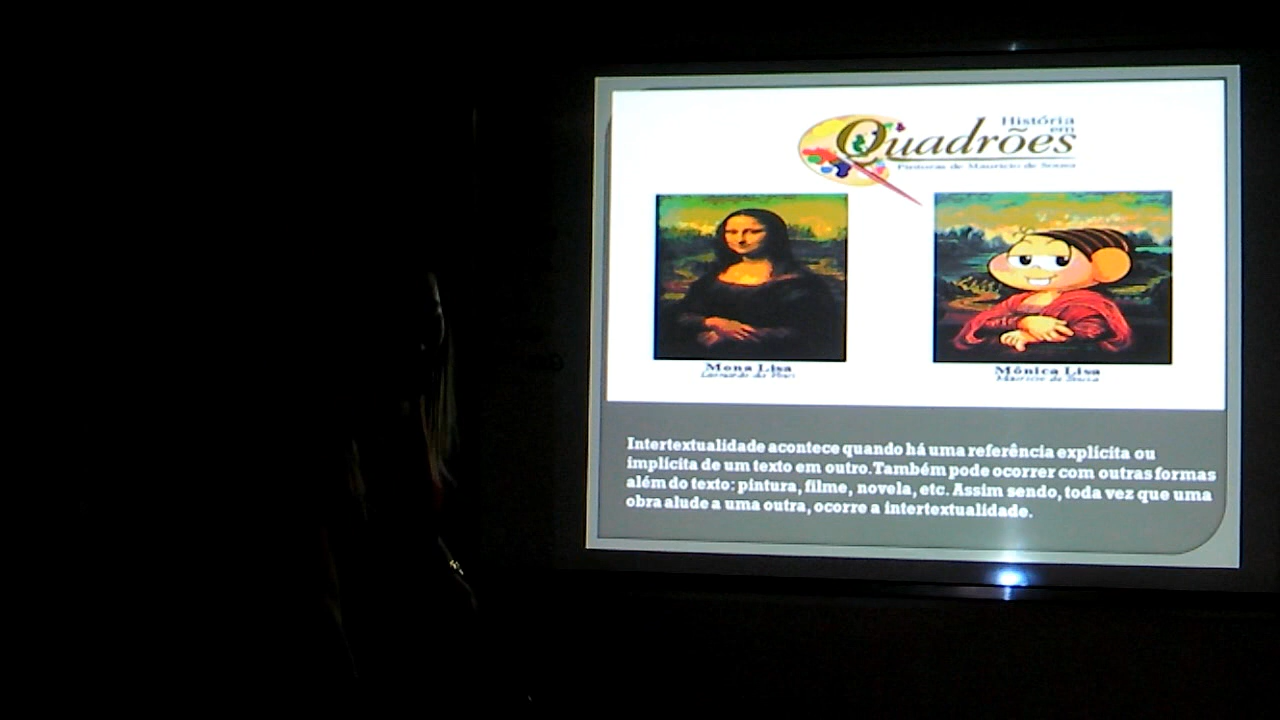 História
em
Quadrões
Pinturas de Mauricio de Sousa
Mona Lisa
Leonardo da Vinci
Mônica Lisa
Mauricio de Sousa
Intertextualidade acontece quando há uma referência explícita ou
implícita de um texto em outro.Também pode ocorrer com outras formas
além do texto: pintura, filme, novela, etc. Assim sendo, toda vez que uma
obra alude a uma outra, ocorre a intertextualidade.